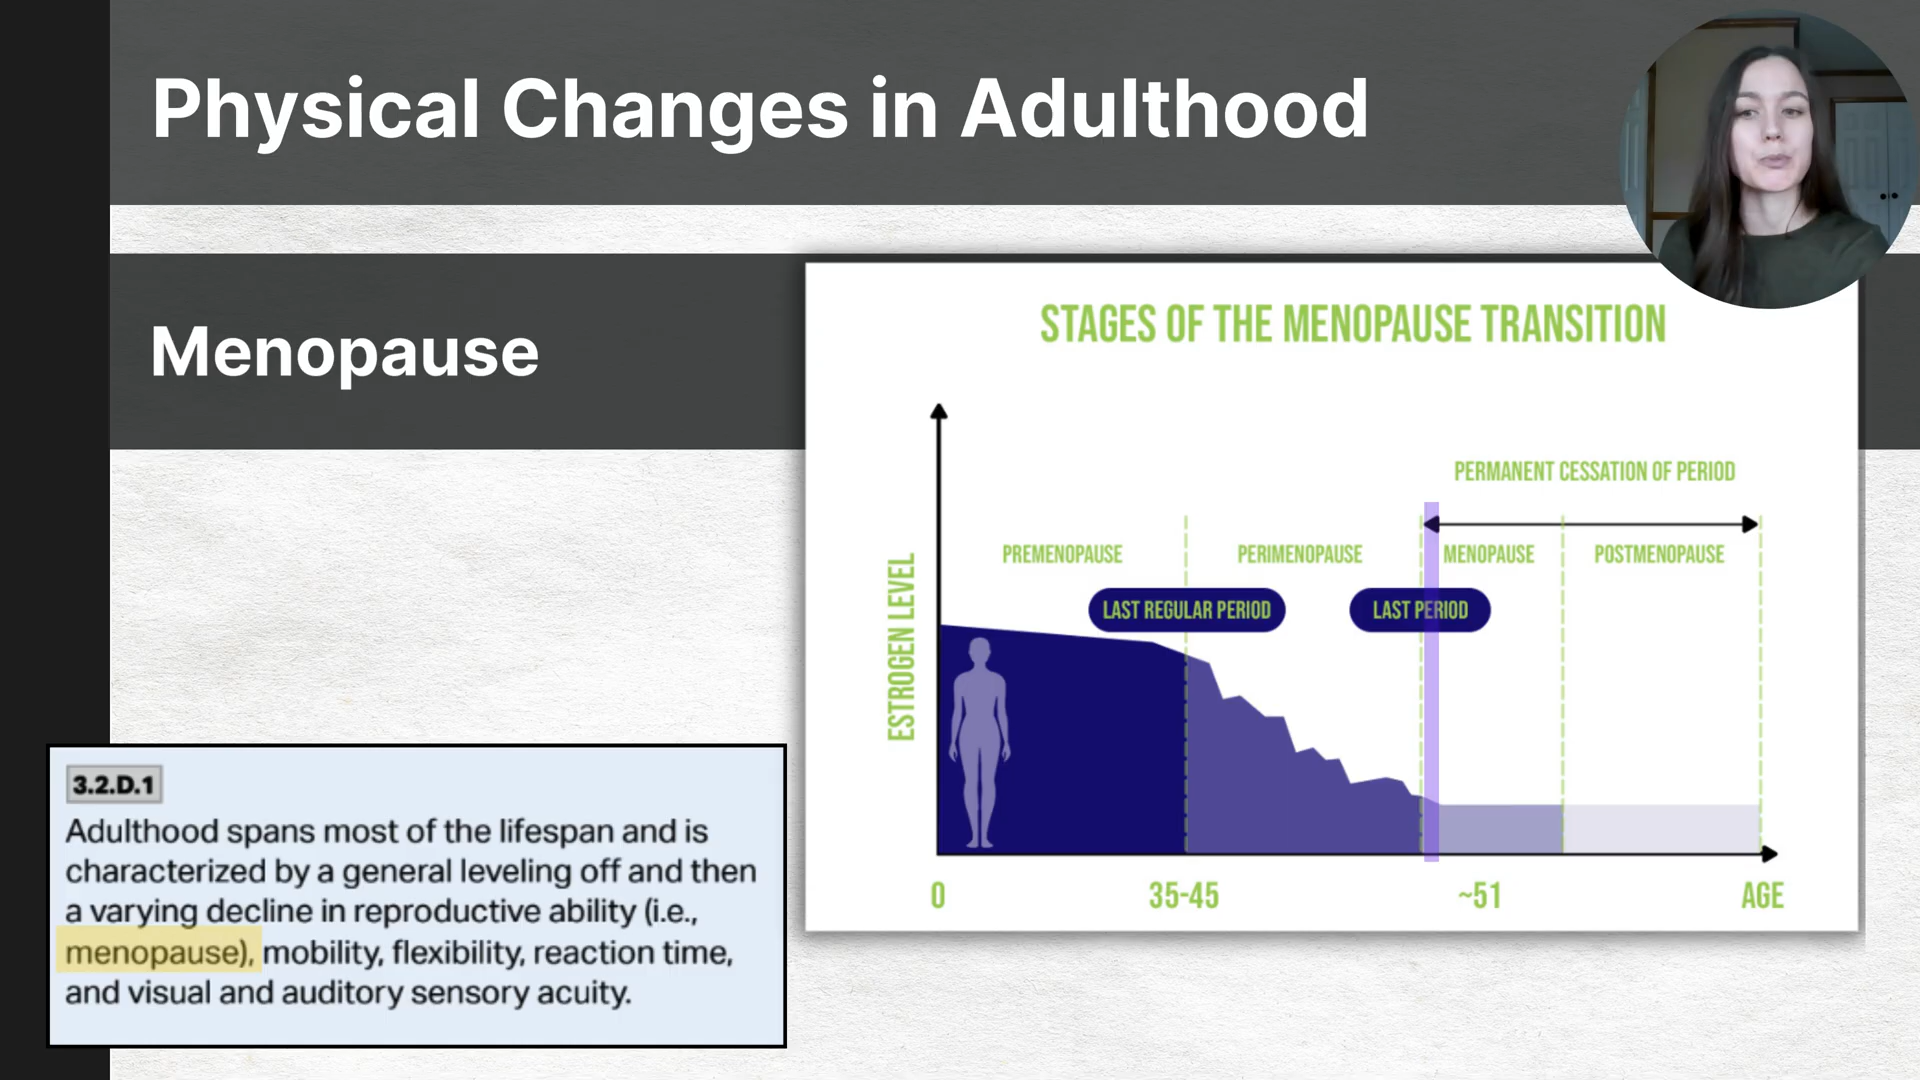 Physical Changes in Adulthood
Menopause
STAGES OF THE MENOPAUSE TRANSITION
PERMANENT CESSATION OF PERIOD
PREMENOPAUSE
PERIMENOPAUSE
MENOPAUSE
POSTMENOPAUSE
LAST REGULAR PERIOD
LAST PERIOD
ESTROGEN LEVEL
0
35-45
~51
AGE
3.2.D.1
Adulthood spans most of the lifespan and is
characterized by a general leveling off and then
a varying decline in reproductive ability (i.e.,
menopause), mobility, flexibility, reaction time,
and visual and auditory sensory acuity.